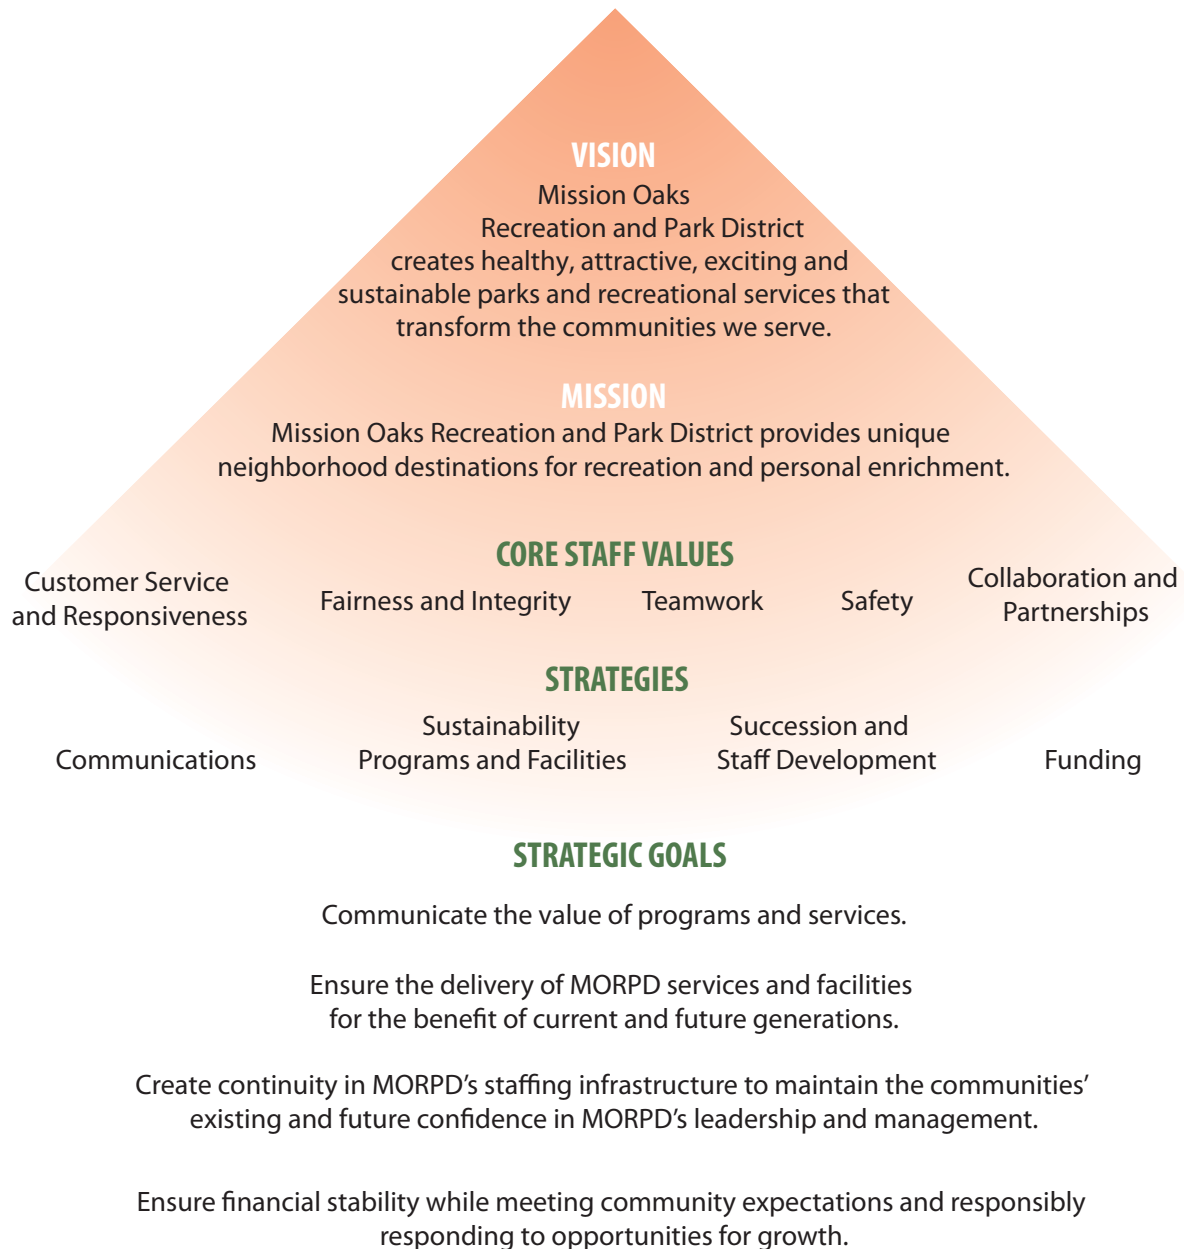 VISION
Mission Oaks
Recreation and Park District
creates healthy, attractive, exciting and
sustainable parks and recreational services that
transform the communities we serve.
MISSION
Mission Oaks Recreation and Park District provides unique
neighborhood destinations for recreation and personal enrichment.
CORE STAFF VALUES
Customer Service
and Responsiveness
Fairness and Integrity
Teamwork
Safety
Collaboration and
Partnerships
STRATEGIES
Communications
Sustainability
Programs and Facilities
Succession and
Staff Development
Funding
STRATEGIC GOALS
Communicate the value of programs and services.
Ensure the delivery of MORPD services and facilities
for the benefit of current and future generations.
Create continuity in MORPD’s staffing infrastructure to maintain the communities’
existing and future confidence in MORPD’s leadership and management.
Ensure financial stability while meeting community expectations and responsibly
responding to opportunities for growth.